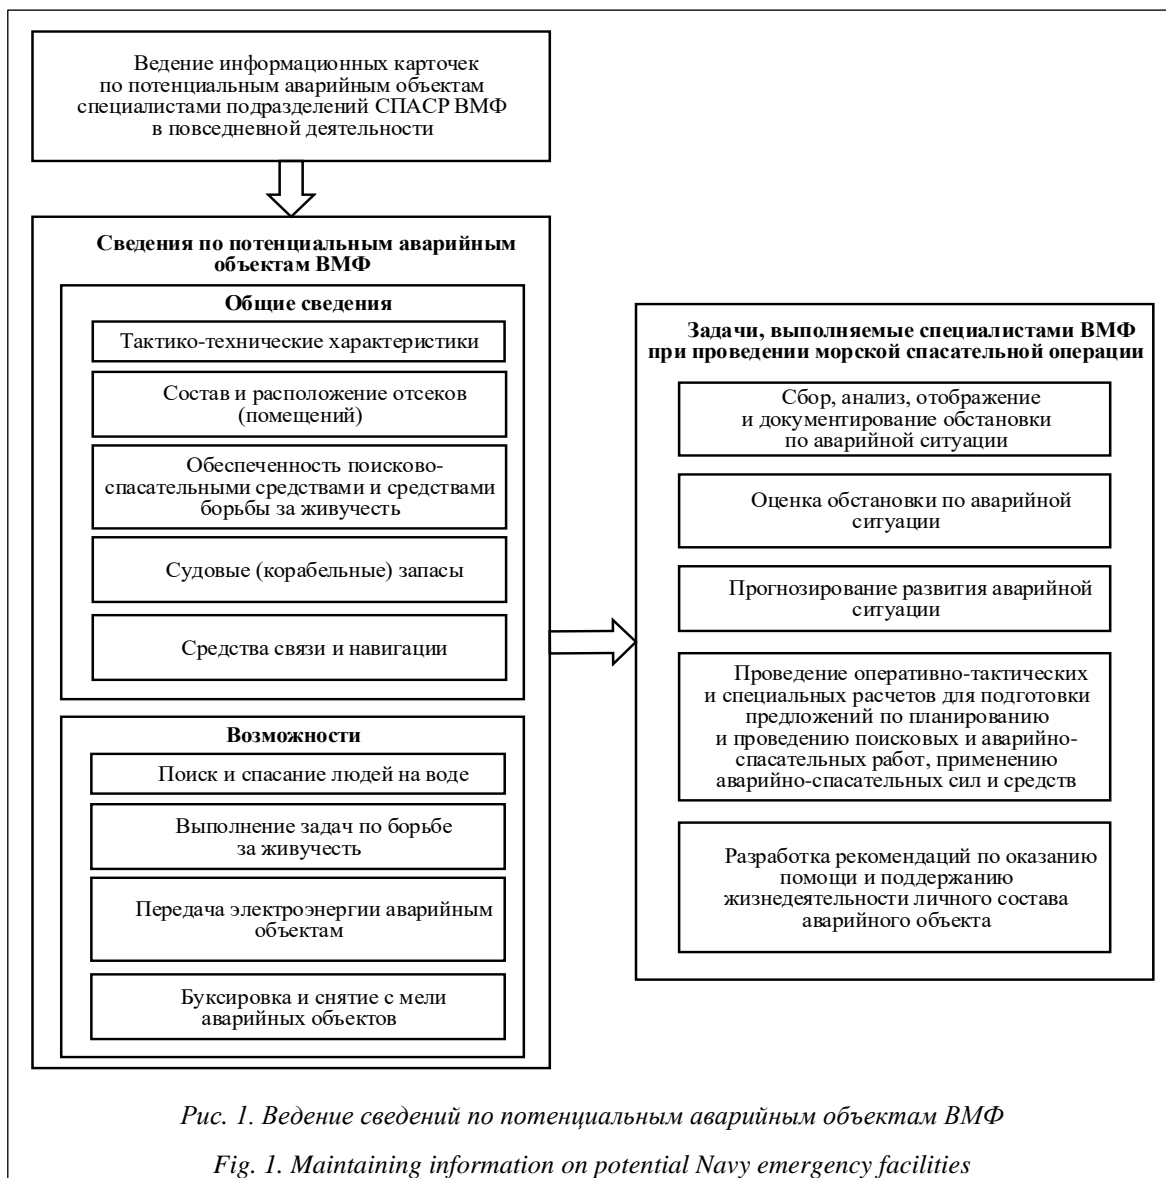 Ведение информационных карточек
по потенциальным аварийным объектам
специалистами подразделений СПАСР ВМФ
в повседневной деятельности
Сведения по потенциальным аварийным
объектам ВМФ
Общие сведения
Тактико-технические характеристики
Состав и расположение отсеков
(помещений)
Обеспеченность поисково-
спасательными средствами и средствами
борьбы за живучесть
Судовые (корабельные) запасы
Средства связи и навигации
Возможности
Поиск и спасание людей на воде
Выполнение задач по борьбе
за живучесть
Передача электроэнергии аварийным
объектам
Буксировка и снятие с мели
аварийных объектов
Задачи, выполняемые специалистами ВМФ
при проведении морской спасательной операции
Сбор, анализ, отображение
и документирование обстановки
по аварийной ситуации
Оценка обстановки по аварийной
ситуации
Прогнозирование развития аварийной
ситуации
Проведение оперативно-тактических
и специальных расчетов для подготовки
предложений по планированию
и проведению поисковых и аварийно-
спасательных работ, применению
аварийно-спасательных сил и средств
Разработка рекомендаций по оказанию
помощи и поддержанию
жизнедеятельности личного состава
аварийного объекта
Рис. 1. Ведение сведений по потенциальным аварийным объектам ВМФ
Fig. 1. Maintaining information on potential Navy emergency facilities